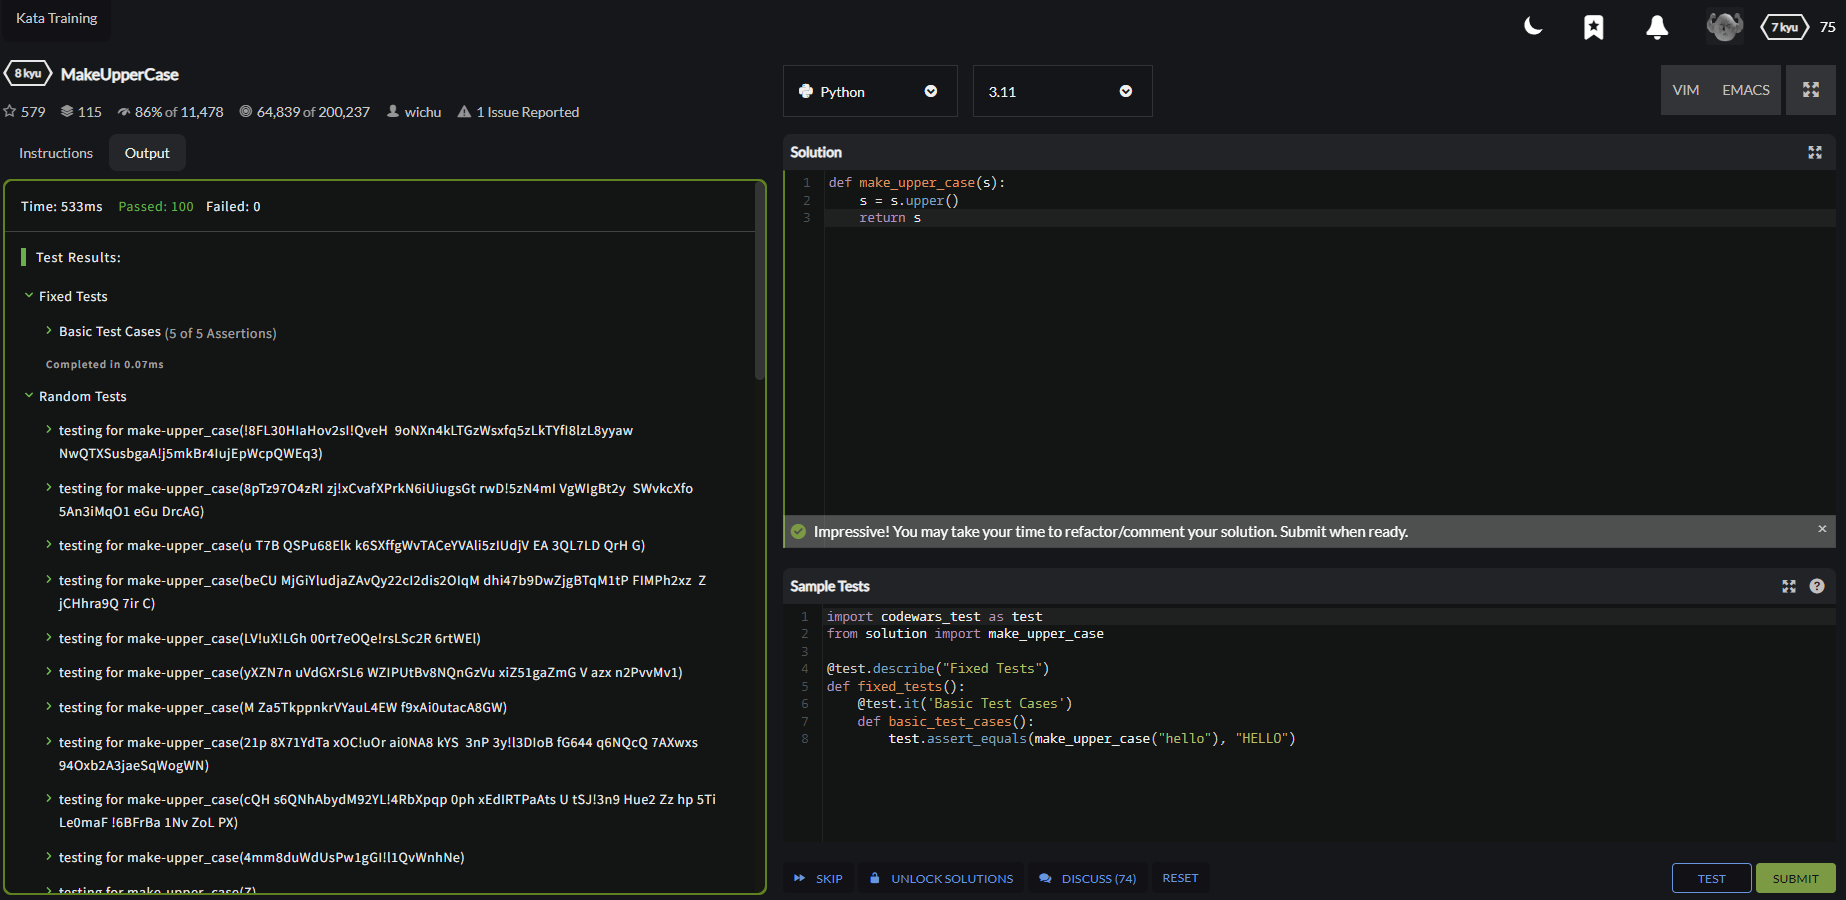 Kata Training
7 kyu 75
8 kyu MakeUpperCase
579 115 86% of 11,478 64,839 of 200,237 wichu 1 Issue Reported
Instructions Output
Time: 533ms Passed: 100 Failed: 0
Test Results:
Fixed Tests
Basic Test Cases (5 of 5 Assertions)
Completed in 0.07ms
Random Tests
testing for make-upper_case(!8FL30HIaHov2sI!QveH 9oNXn4kLTGzWsxfq5zLkTYfI8lzL8yyaw
NwQTXSusbgaA!j5mkBr4IujEpWcpQWEq3)
testing for make-upper_case(8pTz97O4zRI zj!xCvafXPrkN6iUiugsGt rwD!5zN4mI VgWIgBt2y SWvkcXfo
5An3iMqO1 eGu DrcAG)
testing for make-upper_case(u T7B QSPu68Elk k6SXffgWvTACeYVAli5zIUdjV EA 3QL7LD QrH G)
testing for make-upper_case(beCU MjGiYludjaZAvQy22cI2dis2OIqM dhi47b9DwZjgBTqM1tP FIMPh2xz Z
jCHhra9Q 7ir C)
testing for make-upper_case(LV!uX!LGh 00rt7eOQe!rsLSc2R 6rtWEl)
testing for make-upper_case(yXZN7n uVdGXrSL6 WZIPUtBv8NQnGzVu xiZ51gaZmG V azx n2PvvMv1)
testing for make-upper_case(M Za5TkppnkrVYauL4EW f9xAi0utacA8GW)
testing for make-upper_case(21p 8X71YdTa xOC!uOr ai0NA8 kYS 3nP 3y!l3DIoB fG644 q6NQcQ 7AXwxs
94Oxb2A3jaeSqWogWN)
testing for make-upper_case(cQH s6QNhAbydM92YL!4RbXpqp 0ph xEdIRTPaAts U tSJ!3n9 Hue2 Zz hp 5Ti
Le0maF !6BFrBa 1Nv ZoL PX)
testing for make-upper_case(4mm8duWdUsPw1gGI!l1QvWnhNe)
testing for make-upper_case(Z)
Python 3.11 VIM EMACS
Solution
1 def make_upper_case(s):
2 s = s.upper()
3 return s
Impressive! You may take your time to refactor/comment your solution. Submit when ready.
Sample Tests
1 import codewars_test as test
2 from solution import make_upper_case
3
4 @test.describe("Fixed Tests")
5 def fixed_tests():
6 @test.it('Basic Test Cases')
7 def basic_test_cases():
8 test.assert_equals(make_upper_case("hello"), "HELLO")
SKIP UNLOCK SOLUTIONS DISCUSS (74) RESET TEST SUBMIT